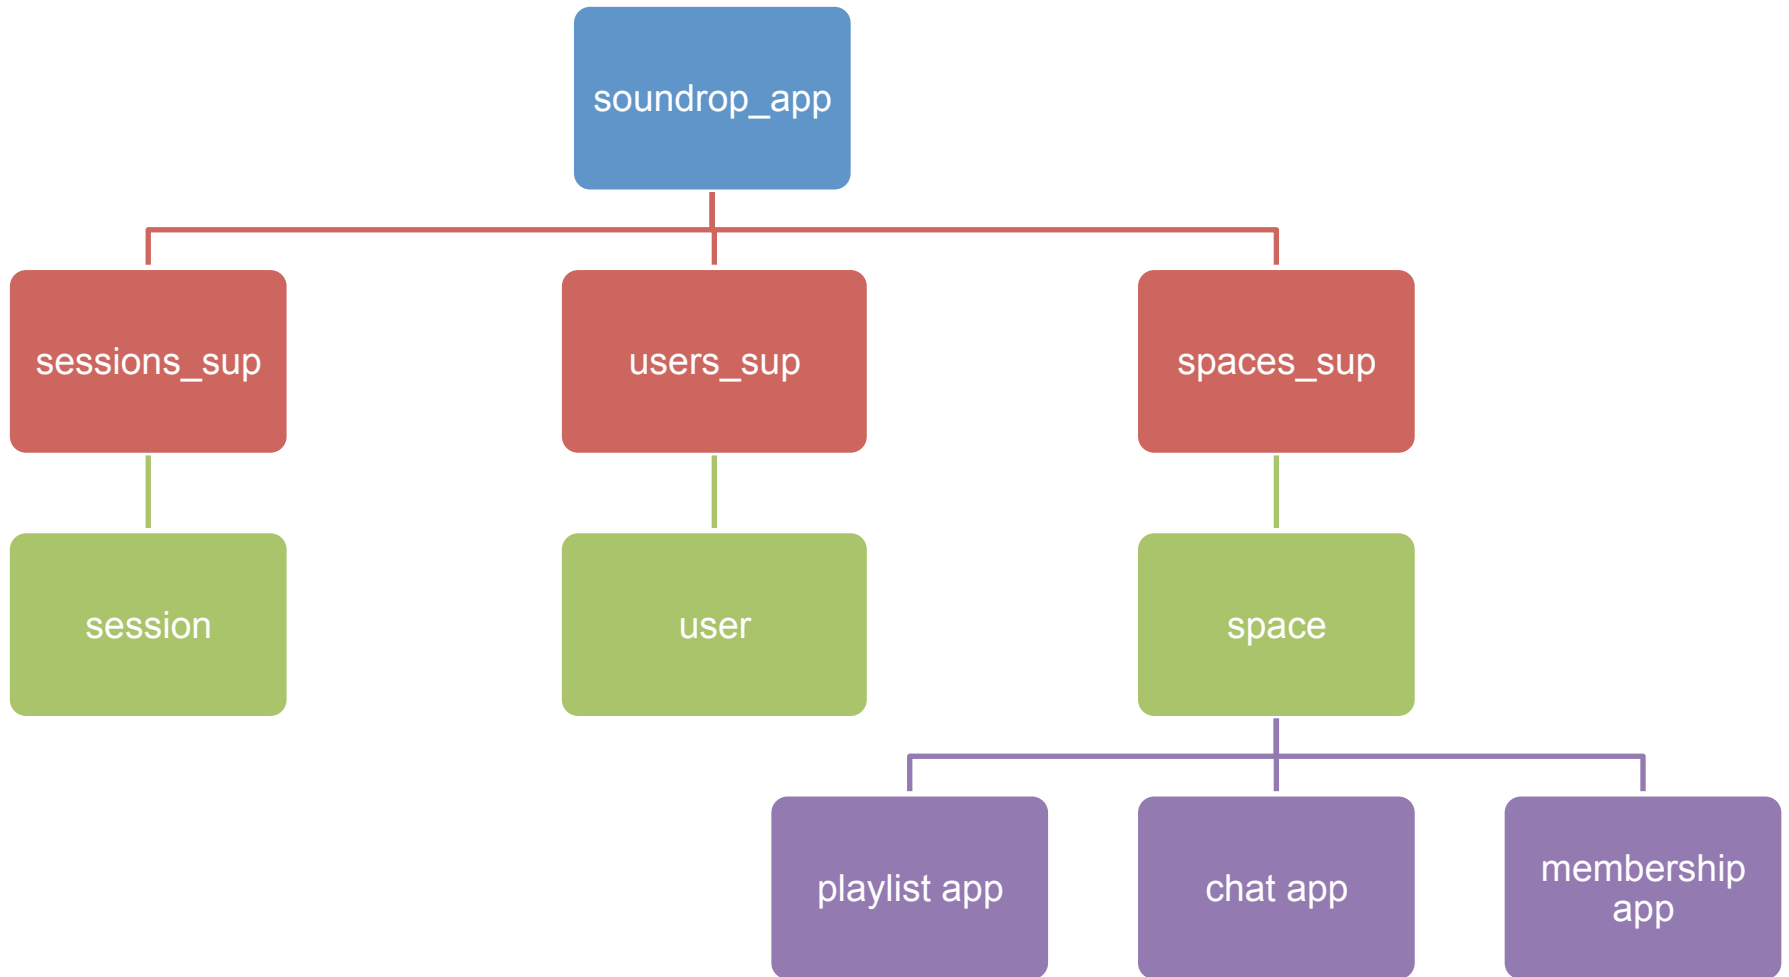 soundrop_app
sessions_sup
users_sup
spaces_sup
session
user
space
playlist app
chat app
membership
app